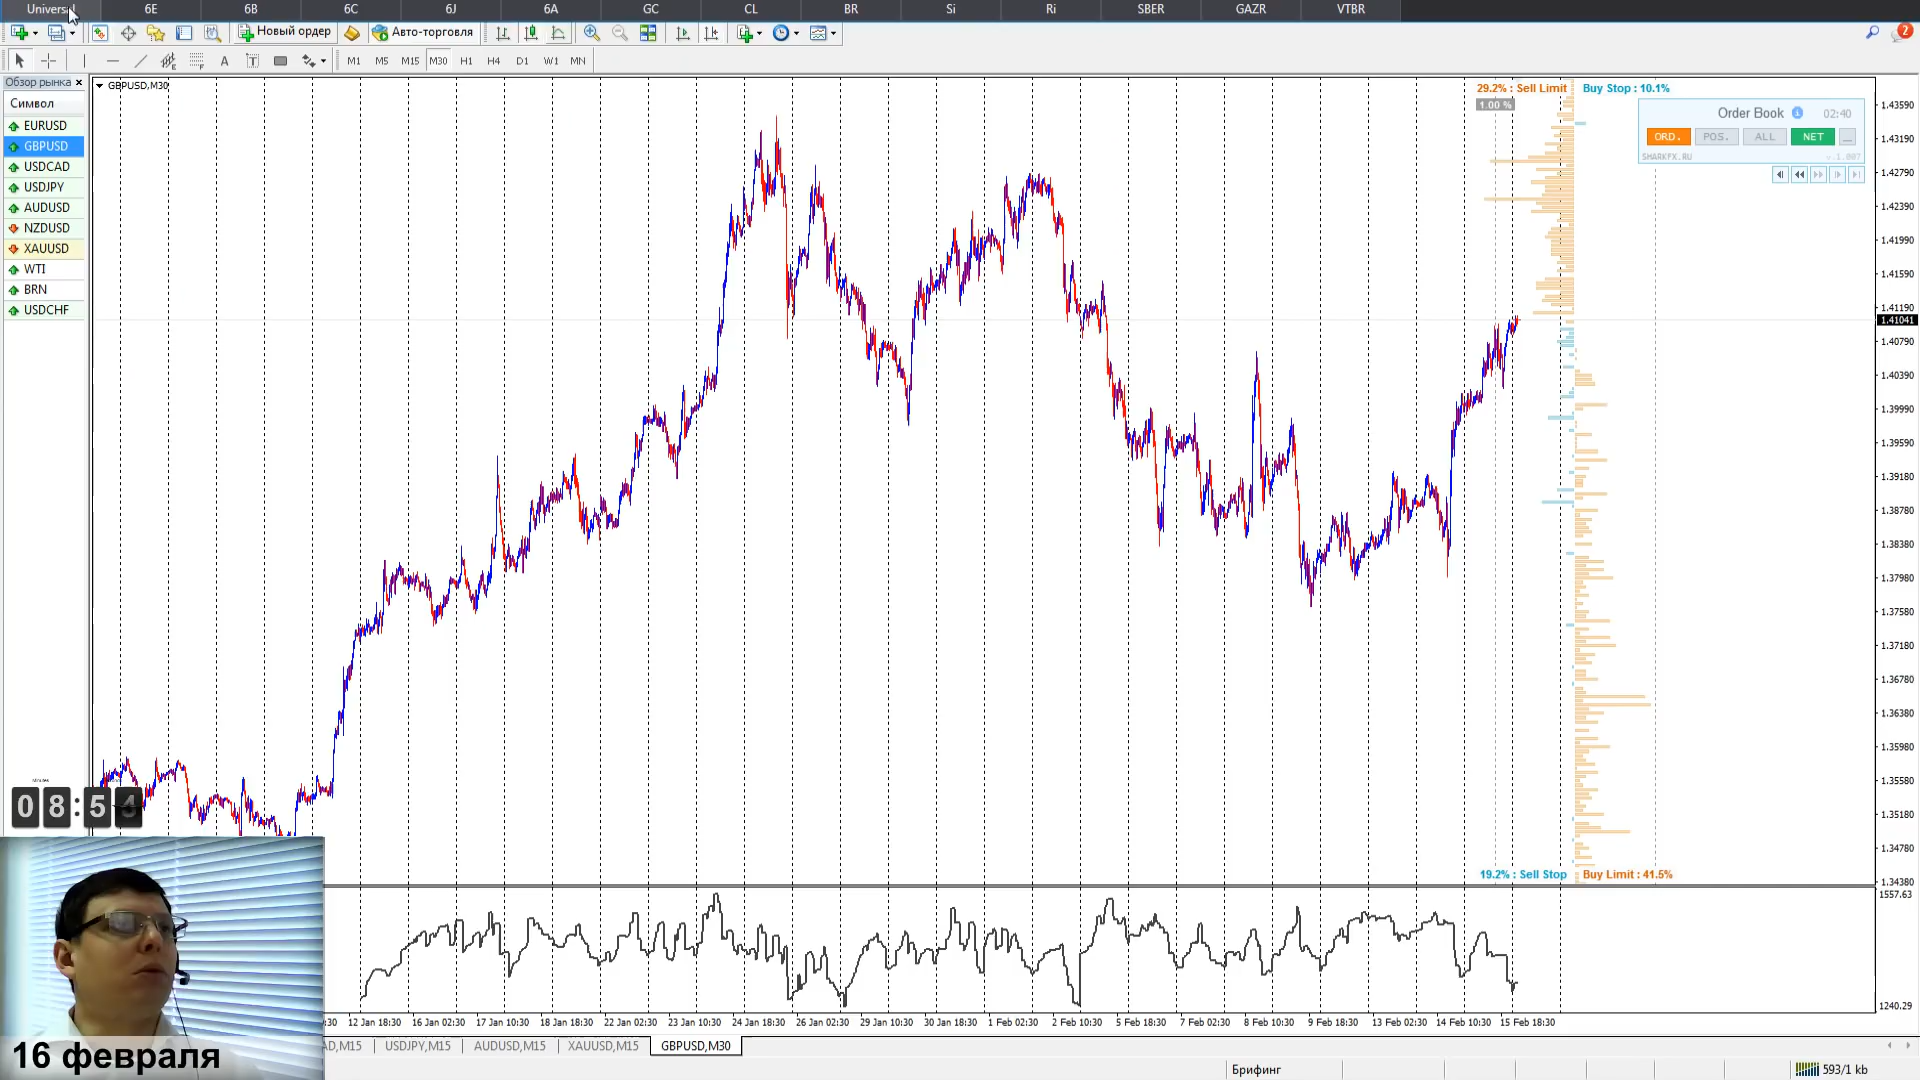 Universal 6E 6B 6C 6J 6A GC CL BR Si Ri SBER GAZR VTBR
Новый ордер Авто-торговля 2
A T M1 M5 M15 M30 H1 H4 D1 W1 MN
Обзор рынка ×
Символ
EURUSD
GBPUSD
USDCAD
USDJPY
AUDUSD
NZDUSD
XAUUSD
WTI
BRN
USDCHF
GBPUSD,M30
29.2% : Sell Limit Buy Stop : 10.1%
1.00 %
Order Book 02:40
ORD. POS. ALL NET
SHARKFX.RU v.1.807
1.43590
1.43190
1.42790
1.42390
1.41990
1.41590
1.41190
1.41041
1.40790
1.40390
1.39990
1.39590
1.39180
1.38780
1.38380
1.37980
1.37580
1.37180
1.36780
1.36380
1.35980
1.35580
1.35180
1.34780
1.34380
19.2% : Sell Stop Buy Limit : 41.5%
1557.63
1240.29
Minutes
08:5
12 Jan 18:30 16 Jan 02:30 17 Jan 10:30 18 Jan 18:30 22 Jan 02:30 23 Jan 10:30 24 Jan 18:30 26 Jan 02:30 29 Jan 10:30 30 Jan 18:30 1 Feb 02:30 2 Feb 10:30 5 Feb 18:30 7 Feb 02:30 8 Feb 10:30 9 Feb 18:30 13 Feb 02:30 14 Feb 10:30 15 Feb 18:30
AD,M15 USDJPY,M15 AUDUSD,M15 XAUUSD,M15 GBPUSD,M30
16 февраля
Брифинг 593/1 kb